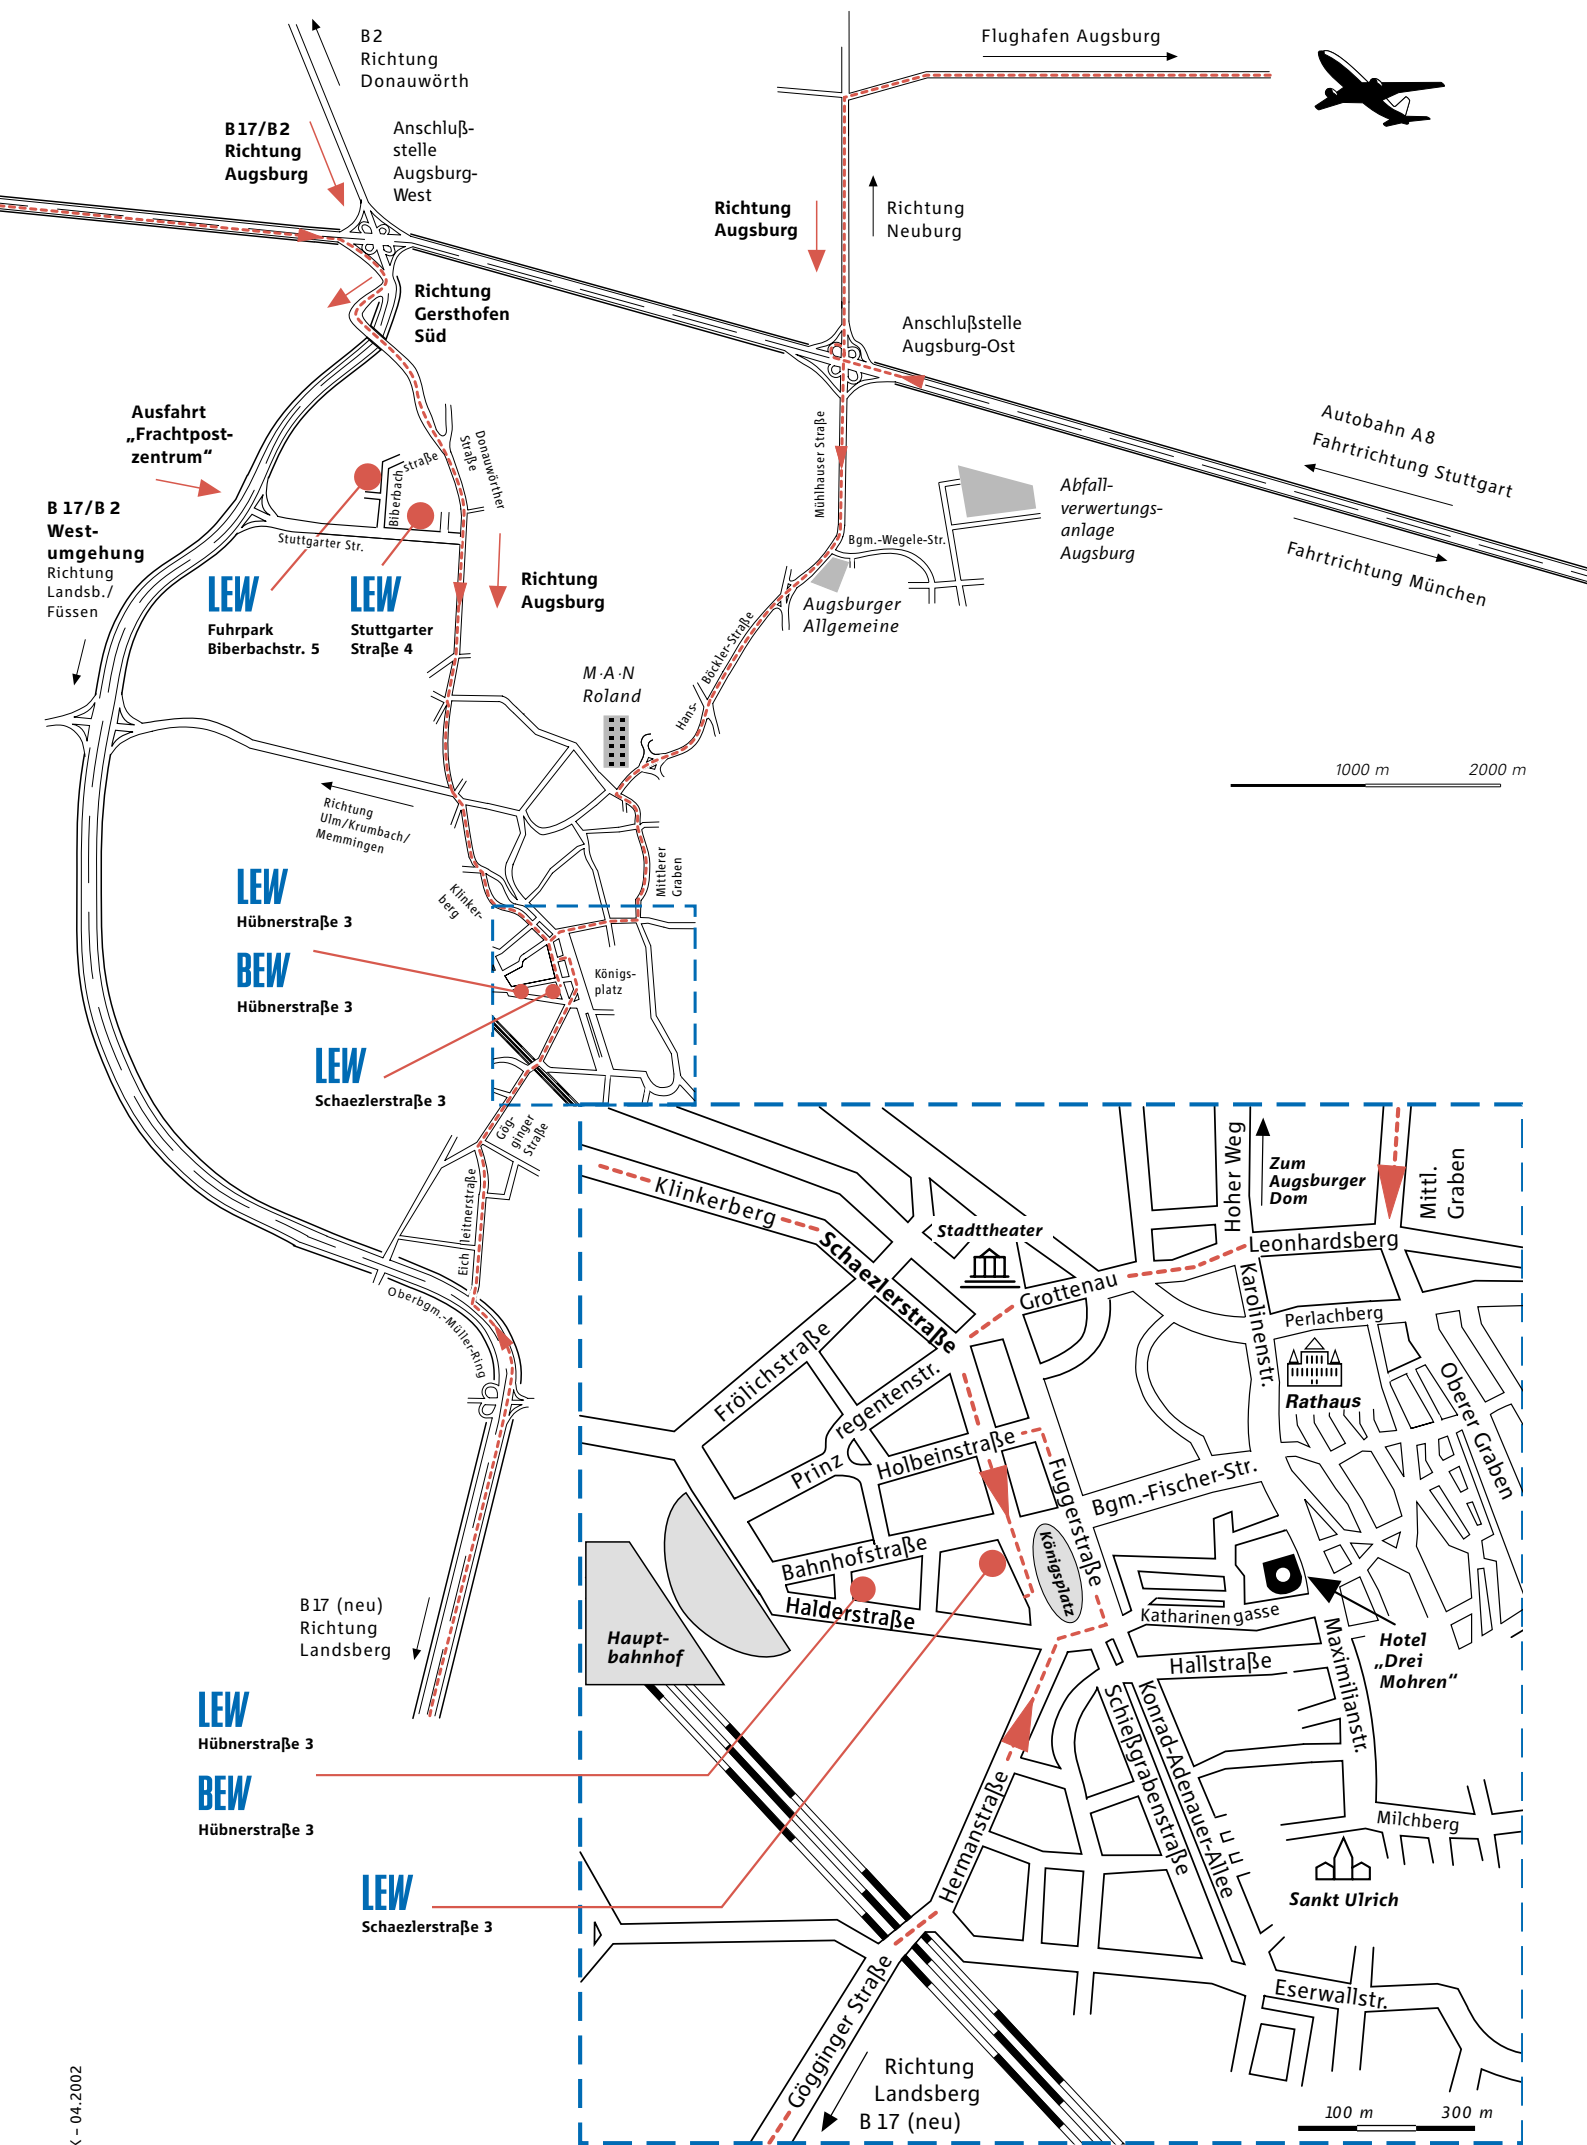 B2
Richtung
Donauwörth
Flughafen Augsburg
B17/B2
Richtung
Augsburg
Anschluß-
stelle
Augsburg-
West
Richtung
Augsburg
Richtung
Neuburg
Richtung
Gersthofen
Süd
Anschlußstelle
Augsburg-Ost
Ausfahrt
„Frachtpost-
zentrum“
Autobahn A8
Fahrtrichtung Stuttgart
Fahrtrichtung München
Donauwörther
Straße
Mühlhauser Straße
Biberbach
straße
Stuttgarter Str.
Abfall-
verwertungs-
anlage
Augsburg
B 17/B 2
West-
umgehung
Richtung
Landsb./
Füssen
Bgm.-Wegele-Str.
LEW
Fuhrpark
Biberbachstr. 5
LEW
Stuttgarter
Straße 4
Richtung
Augsburg
Augsburger
Allgemeine
M·A·N
Roland
Hans-
Böckler-Straße
1000 m
2000 m
Richtung
Ulm/Krumbach/
Memmingen
Mittlerer
Graben
Klinker-
berg
LEW
Hübnerstraße 3
BEW
Hübnerstraße 3
Königs-
platz
LEW
Schaezlerstraße 3
Gög-
ginger
Straße
Eich
leitnerstraße
Oberbgm.-Müller-Ring
B17 (neu)
Richtung
Landsberg
Klinkerberg
Schaezlerstraße
Stadttheater
Hoher Weg
Zum
Augsburger
Dom
Mittl.
Graben
Leonhardsberg
Grottenau
Karolinenstr.
Perlachberg
Rathaus
Oberer Graben
Frölichstraße
Prinz
regentenstr.
Holbeinstraße
Fuggerstraße
Bgm.-Fischer-Str.
Bahnhofstraße
Königsplatz
Halderstraße
Haupt-
bahnhof
Katharinengasse
Hallstraße
Maximilianstr.
Hotel
„Drei
Mohren“
Konrad-Adenauer-Allee
Schießgrabenstraße
Hermanstraße
Milchberg
Sankt Ulrich
LEW
Hübnerstraße 3
BEW
Hübnerstraße 3
LEW
Schaezlerstraße 3
Eserwallstr.
Gögginger Straße
Richtung
Landsberg
B 17 (neu)
100 m
300 m
– 04.2002